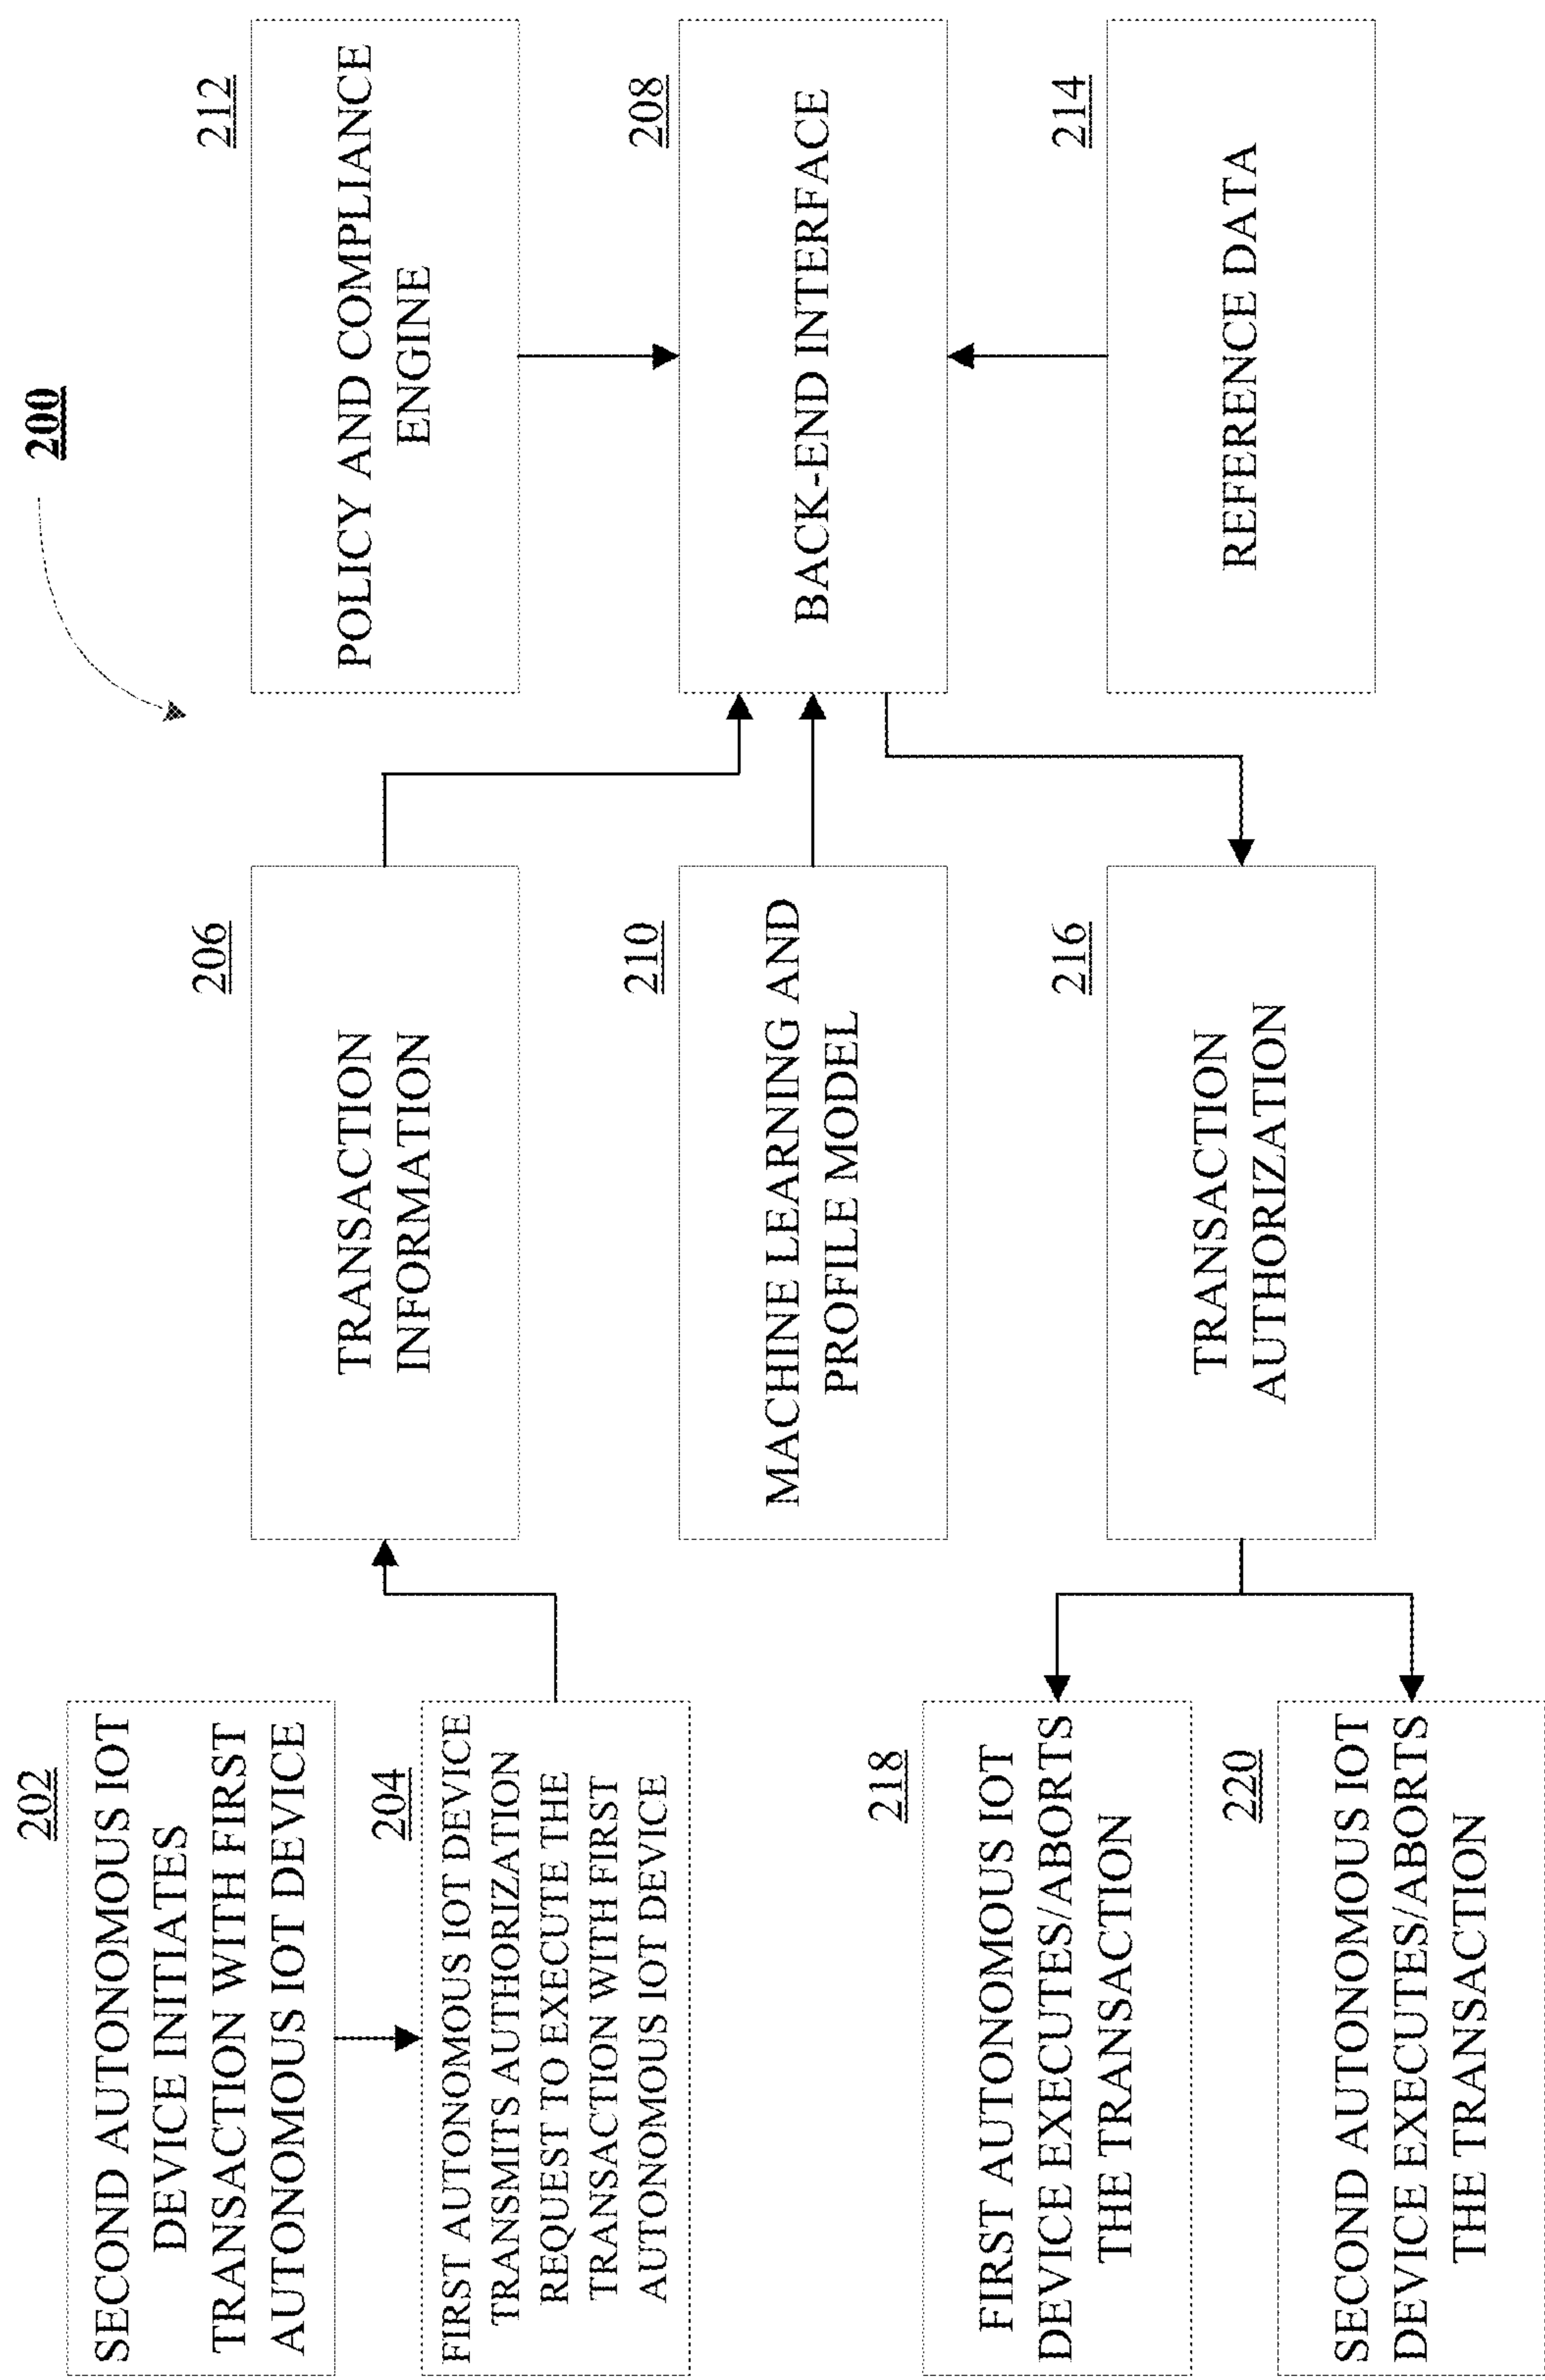 200
202
SECOND AUTONOMOUS IOT
DEVICE INITIATES
TRANSACTION WITH FIRST
AUTONOMOUS IOT DEVICE
204
FIRST AUTONOMOUS IOT DEVICE
TRANSMITS AUTHORIZATION
REQUEST TO EXECUTE THE
TRANSACTION WITH FIRST
AUTONOMOUS IOT DEVICE
206
TRANSACTION
INFORMATION
212
POLICY AND COMPLIANCE
ENGINE
210
MACHINE LEARNING AND
PROFILE MODEL
208
BACK-END INTERFACE
214
REFERENCE DATA
216
TRANSACTION
AUTHORIZATION
218
FIRST AUTONOMOUS IOT
DEVICE EXECUTES/ABORTS
THE TRANSACTION
220
SECOND AUTONOMOUS IOT
DEVICE EXECUTES/ABORTS
THE TRANSACTION